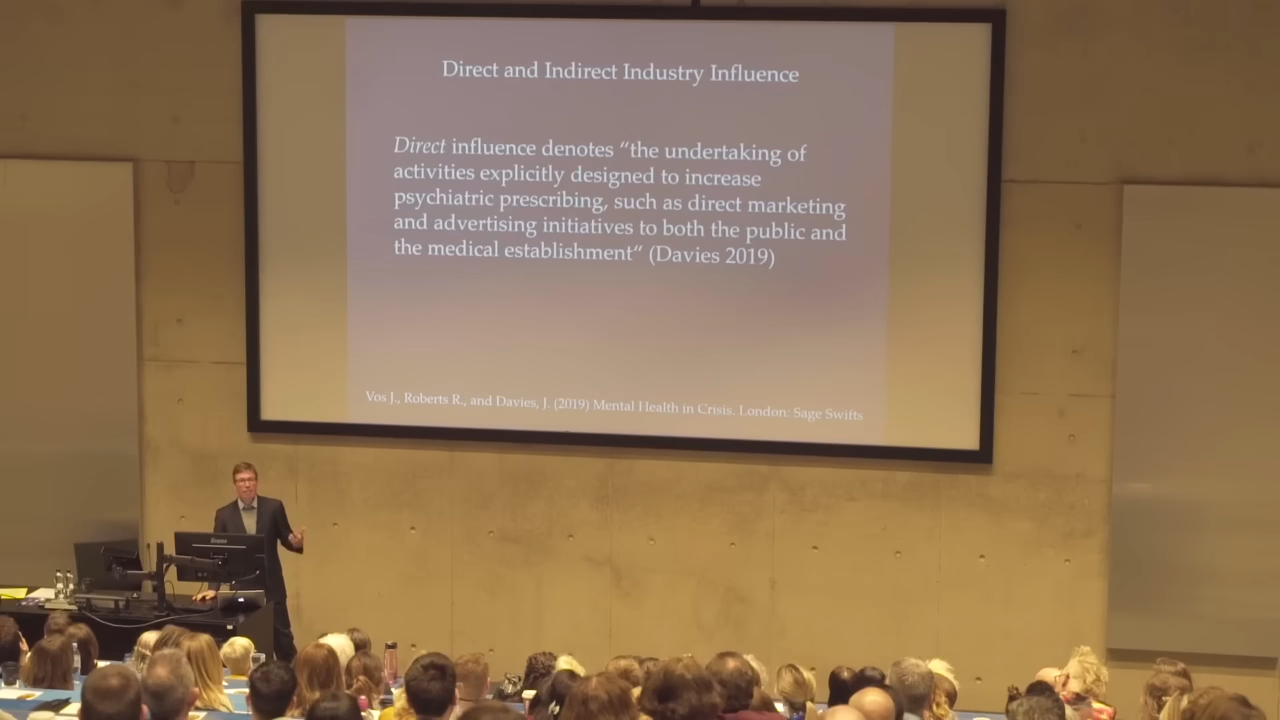 Direct and Indirect Industry Influence
Direct influence denotes “the undertaking of
activities explicitly designed to increase
psychiatric prescribing, such as direct marketing
and advertising initiatives to both the public and
the medical establishment“ (Davies 2019)
Vos J., Roberts R., and Davies, J. (2019) Mental Health in Crisis. London: Sage Swifts